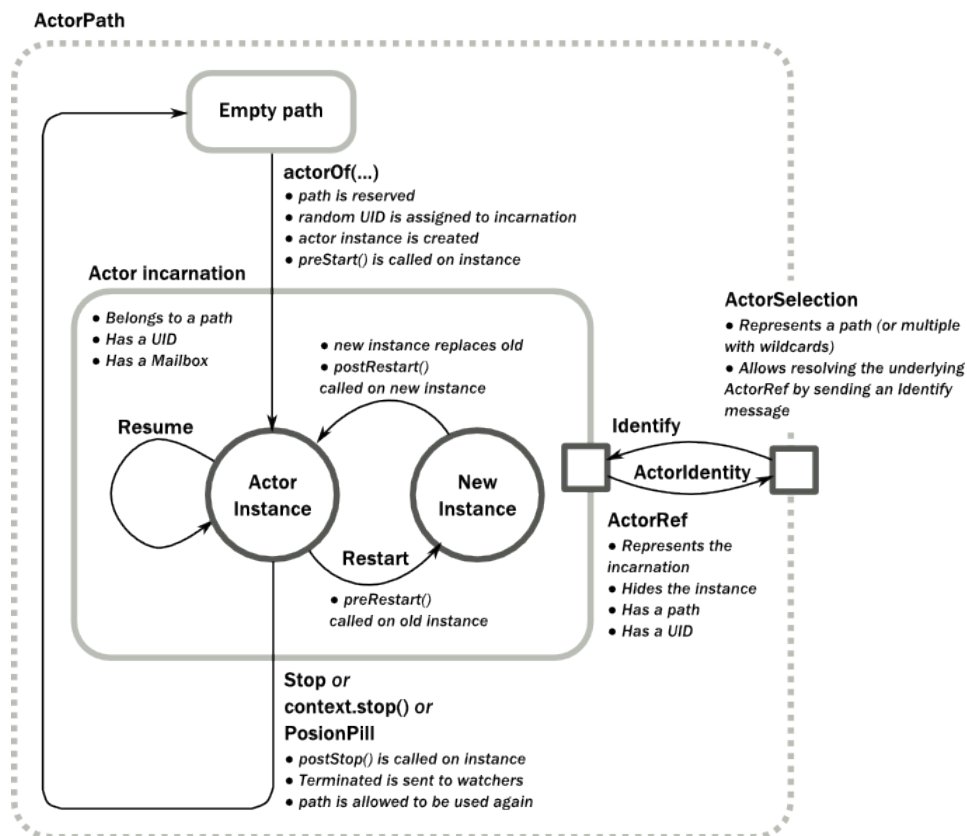 ActorPath
Empty path
actorOf(...)
● path is reserved
● random UID is assigned to incarnation
● actor instance is created
● preStart() is called on instance
Actor incarnation
● Belongs to a path
● Has a UID
● Has a Mailbox
● new instance replaces old
● postRestart()
called on new instance
Resume
Actor
Instance
New
Instance
Restart
● preRestart()
called on old instance
ActorSelection
● Represents a path (or multiple
with wildcards)
● Allows resolving the underlying
ActorRef by sending an Identify
message
Identify
ActorIdentity
ActorRef
● Represents the
incarnation
● Hides the instance
● Has a path
● Has a UID
Stop or
context.stop() or
PosionPill
● postStop() is called on instance
● Terminated is sent to watchers
● path is allowed to be used again